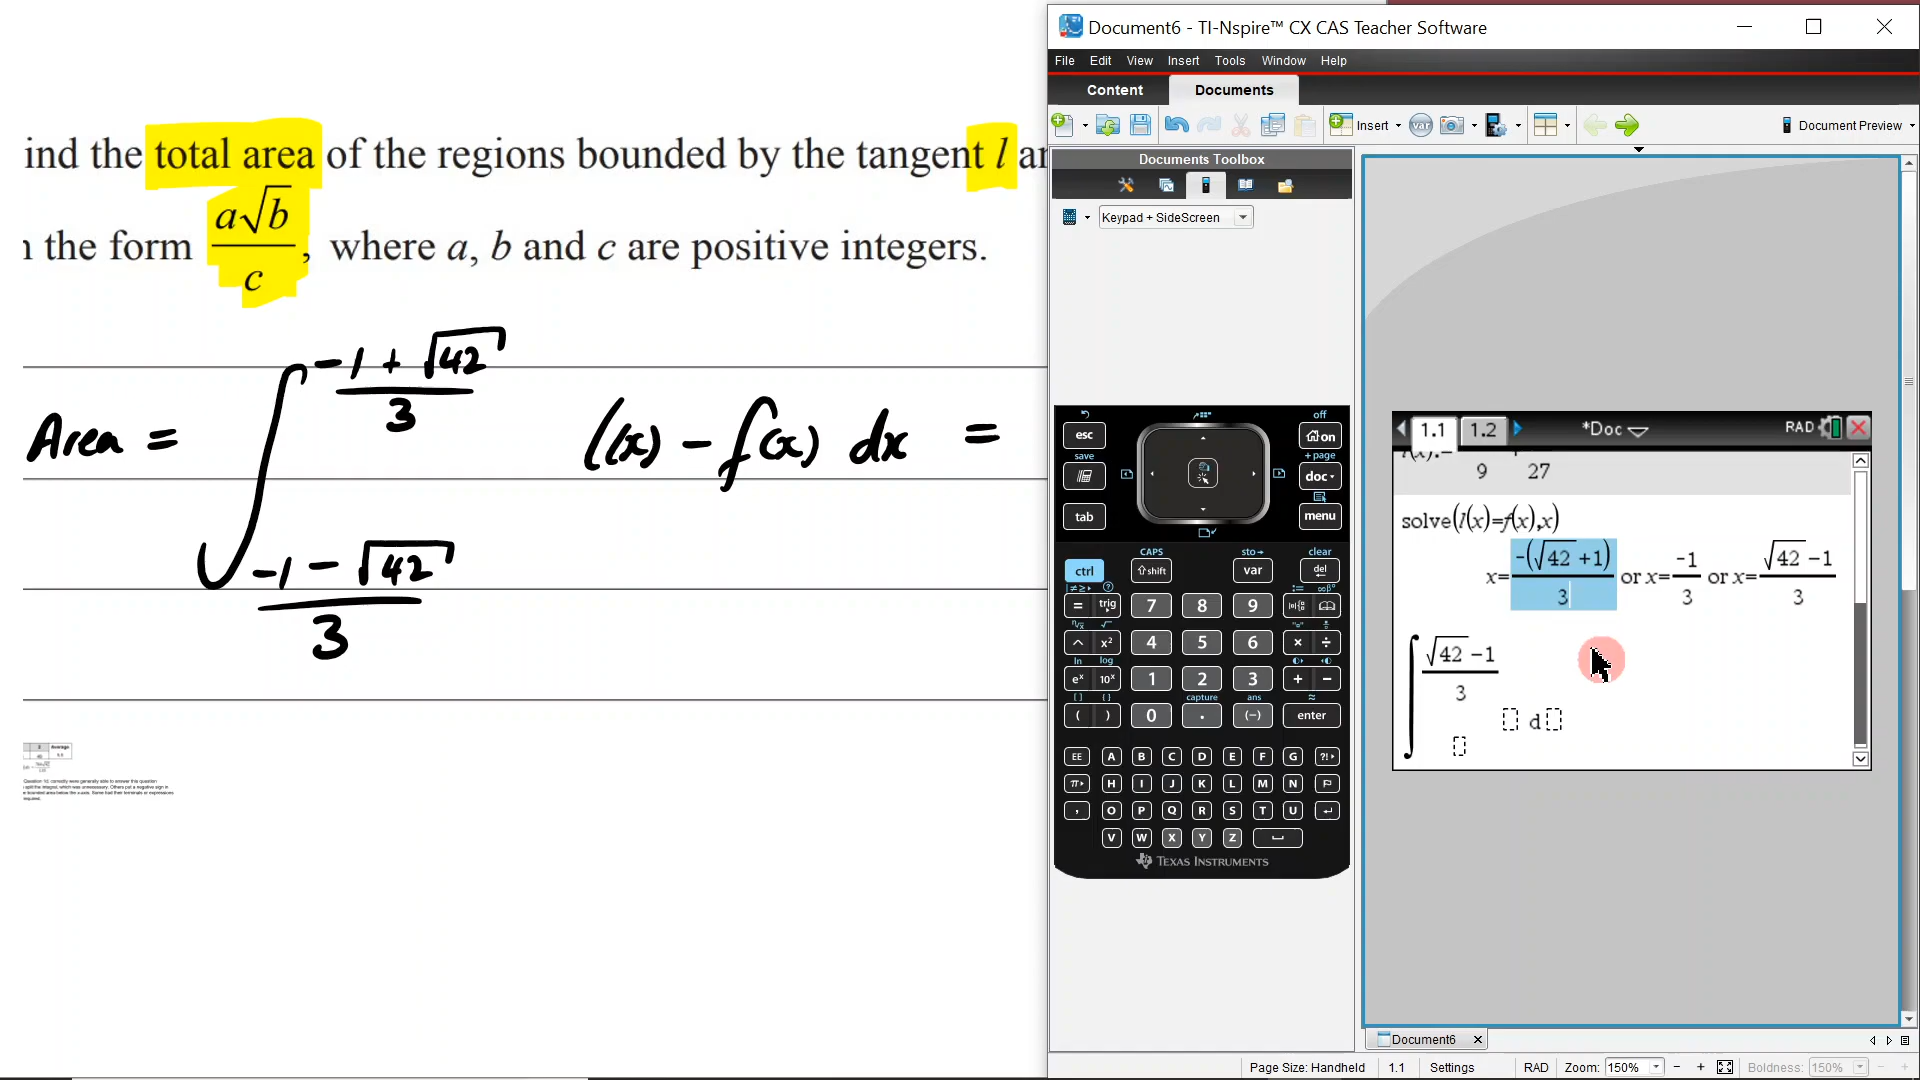 ind the total area of the regions bounded by the tangent l ar
n the form a√b/c, where a, b and c are positive integers.
Area = ∫ -1 + √42 / 3
-1 - √42 / 3
l(x) - f(x) dx =
Average
Document6 - TI-Nspire™ CX CAS Teacher Software
File Edit View Insert Tools Window Help
Content Documents
Insert Document Preview
Documents Toolbox
Keypad + SideScreen
esc off on
save + page
doc
tab menu
CAPS sto→ clear
ctrl shift var del
= trig 7 8 9
^ x² 4 5 6 × ÷
ln log
eˣ 10ˣ 1 2 3 + −
capture ans
( ) 0 . (−) enter
EE A B C D E F G ?!
π H I J K L M N
, O P Q R S T U
V W X Y Z
TEXAS INSTRUMENTS
1.1 1.2 *Doc RAD
l(x):= 9 27
solve(l(x)=f(x),x)
x=-(√42+1)/3 or x=-1/3 or x=√42-1/3
∫ √42-1
3
d
Document6
Page Size: Handheld 1.1 Settings RAD Zoom: 150% Boldness: 150%